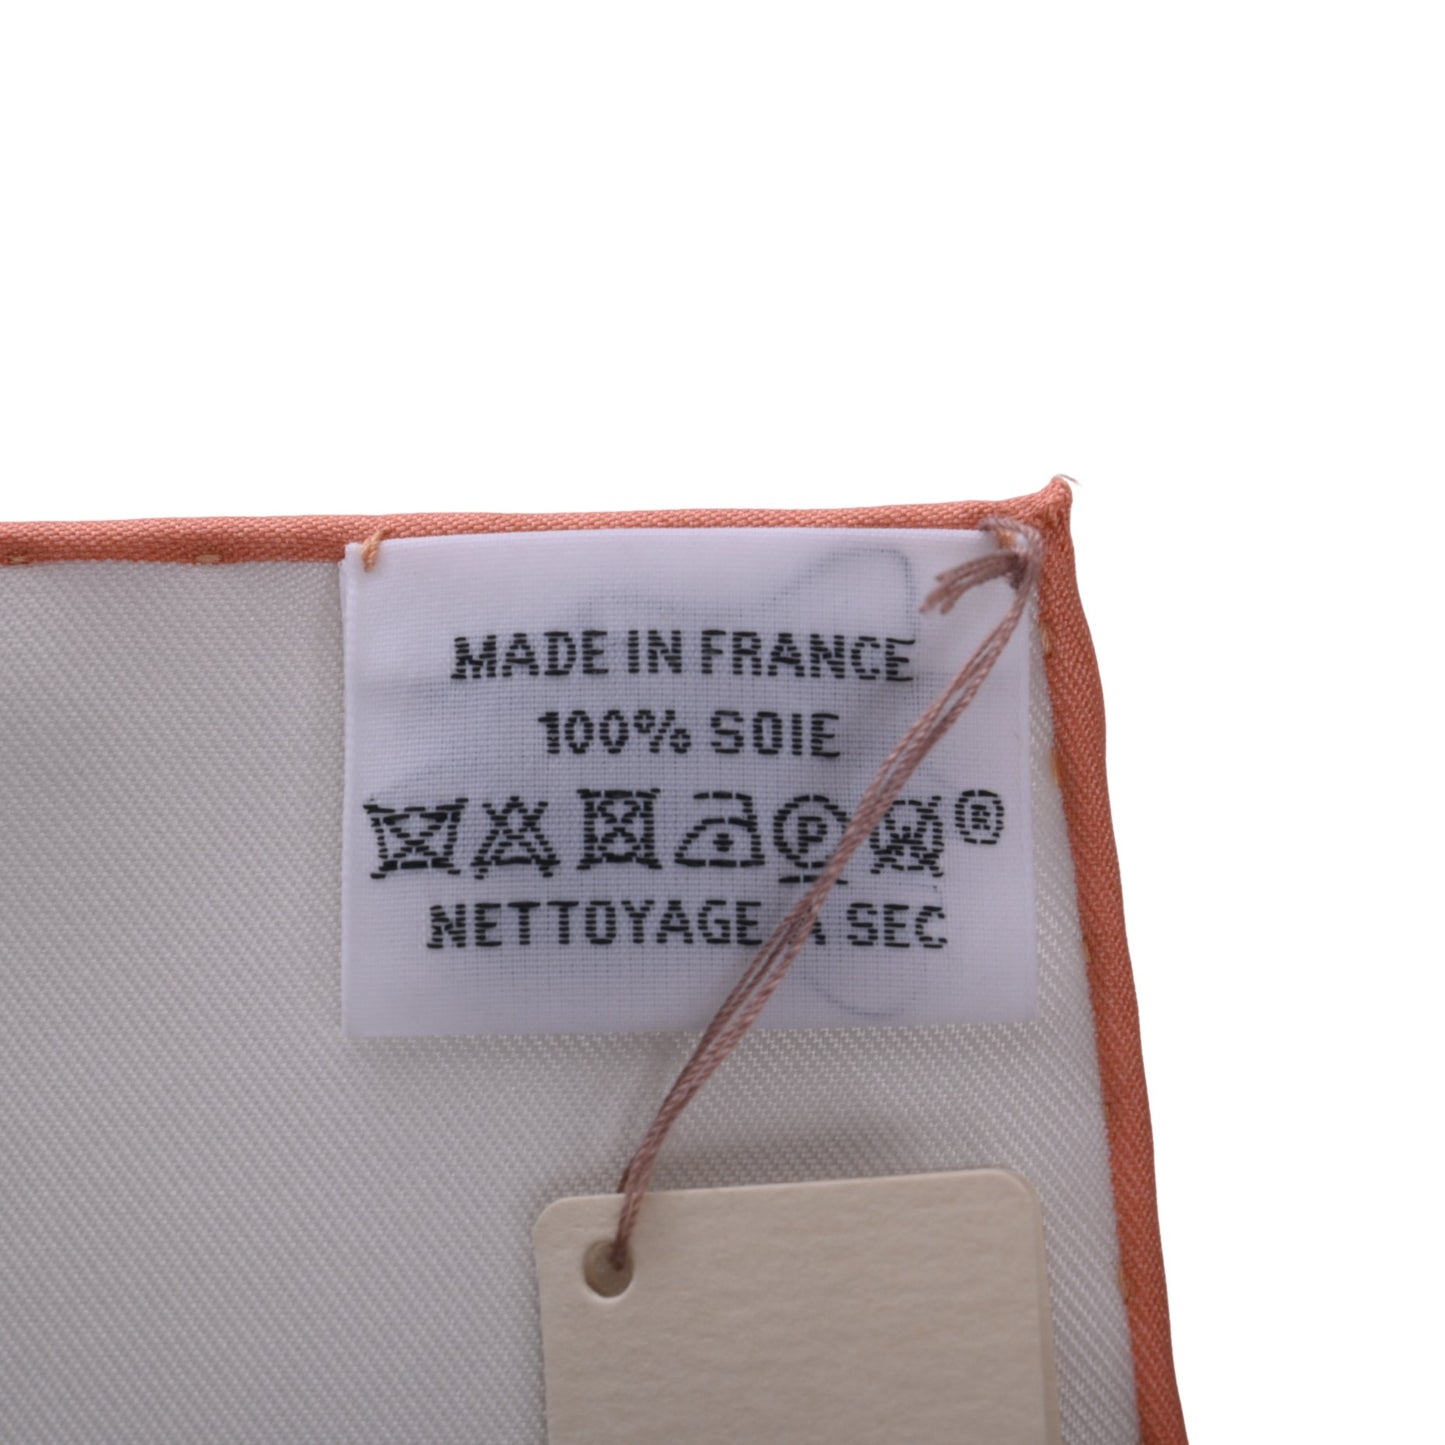 MADE IN FRANCE
100% SOIE
P W ®
NETTOYAGE A SEC